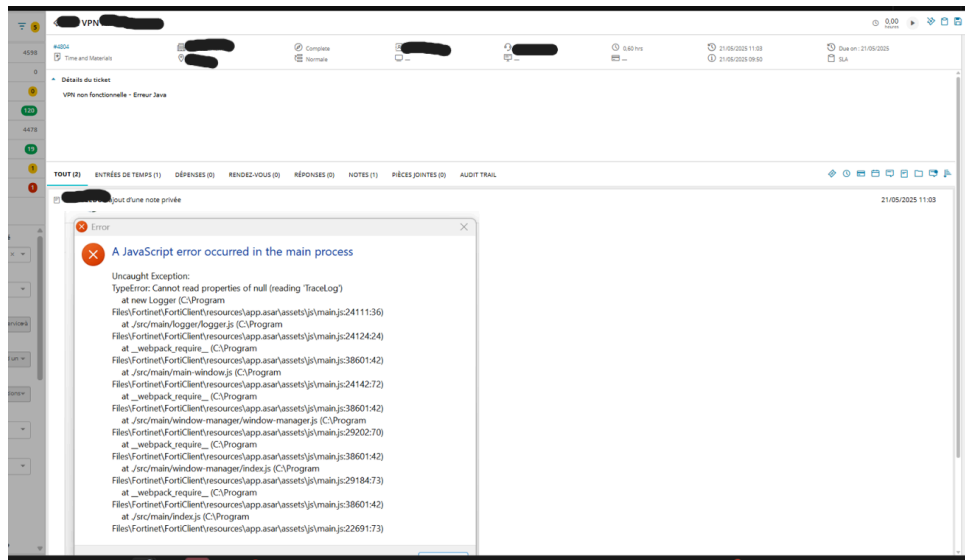 5
VPN
0,00
heures
4598
0
0
120
4478
19
1
1
#4804
Time and Materials
Complete
Normale
--
--
0,60 hrs
--
21/05/2025 11:03
21/05/2025 09:50
Due on : 21/05/2025
SLA
Détails du ticket
VPN non fonctionnelle - Erreur Java
TOUT (2) ENTRÉES DE TEMPS (1) DÉPENSES (0) RENDEZ-VOUS (0) RÉPONSES (0) NOTES (1) PIÈCES JOINTES (0) AUDIT TRAIL
ajout d'une note privée
21/05/2025 11:03
Error
A JavaScript error occurred in the main process
Uncaught Exception:
TypeError: Cannot read properties of null (reading 'TraceLog')
at new Logger (C:\Program
Files\Fortinet\FortiClient\resources\app.asar\assets\js\main.js:24111:36)
at ./src/main/logger/logger.js (C:\Program
Files\Fortinet\FortiClient\resources\app.asar\assets\js\main.js:24124:24)
at __webpack_require__ (C:\Program
Files\Fortinet\FortiClient\resources\app.asar\assets\js\main.js:38601:42)
at ./src/main/main-window.js (C:\Program
Files\Fortinet\FortiClient\resources\app.asar\assets\js\main.js:24142:72)
at __webpack_require__ (C:\Program
Files\Fortinet\FortiClient\resources\app.asar\assets\js\main.js:38601:42)
at ./src/main/window-manager/window-manager.js (C:\Program
Files\Fortinet\FortiClient\resources\app.asar\assets\js\main.js:29202:70)
at __webpack_require__ (C:\Program
Files\Fortinet\FortiClient\resources\app.asar\assets\js\main.js:38601:42)
at ./src/main/window-manager/index.js (C:\Program
Files\Fortinet\FortiClient\resources\app.asar\assets\js\main.js:29184:73)
at __webpack_require__ (C:\Program
Files\Fortinet\FortiClient\resources\app.asar\assets\js\main.js:38601:42)
at ./src/main/index.js (C:\Program
Files\Fortinet\FortiClient\resources\app.asar\assets\js\main.js:22691:73)